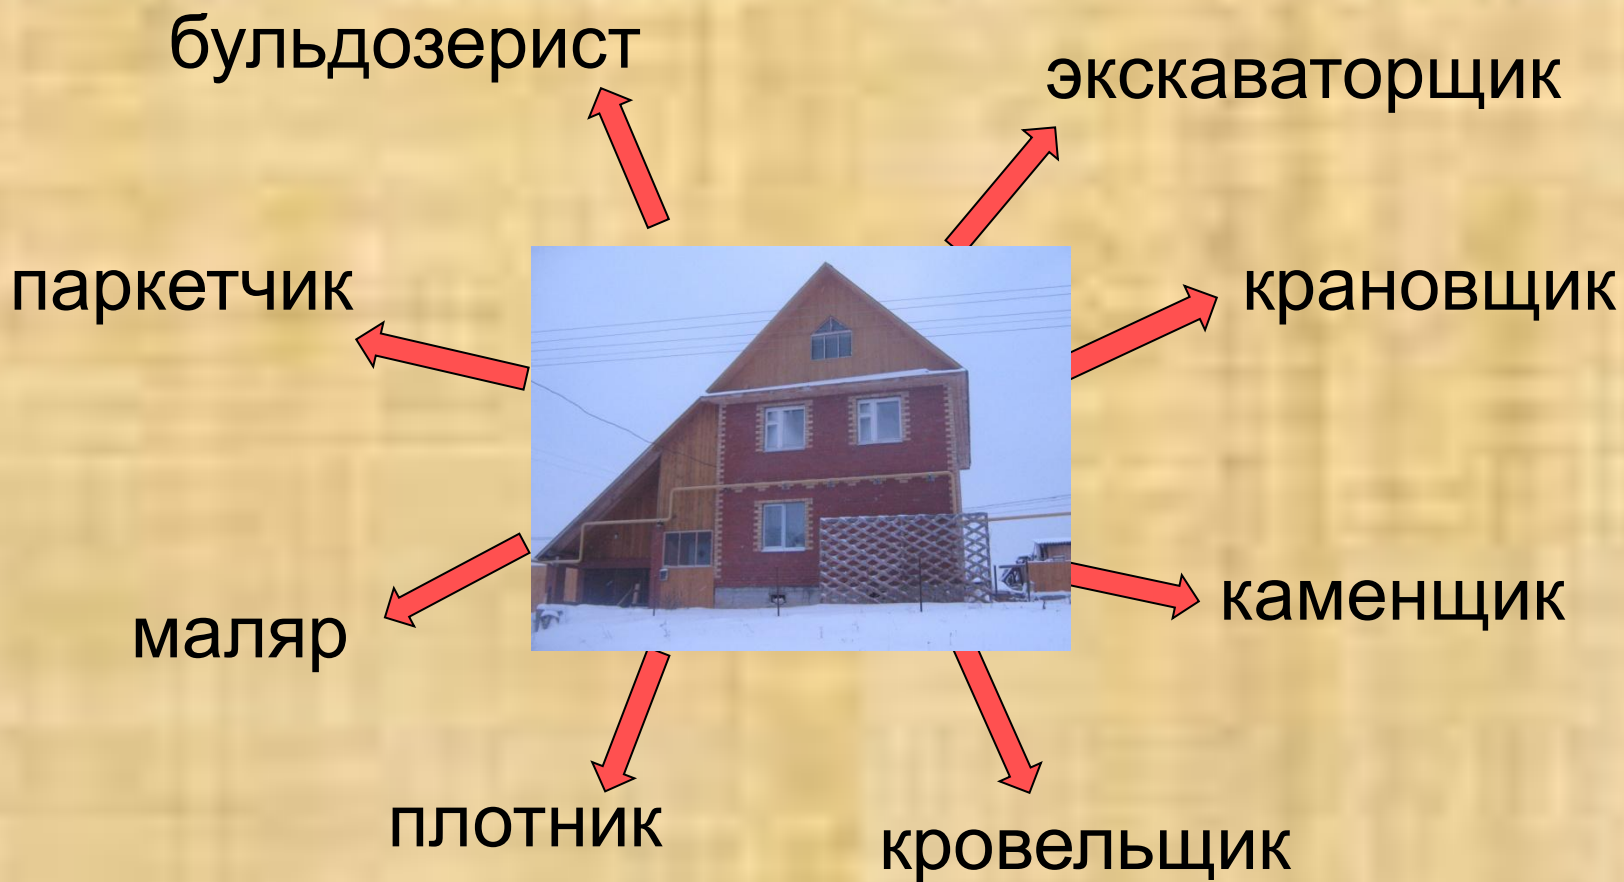 бульдозерист
экскаваторщик
паркетчик
крановщик
каменщик
маляр
плотник
кровельщик